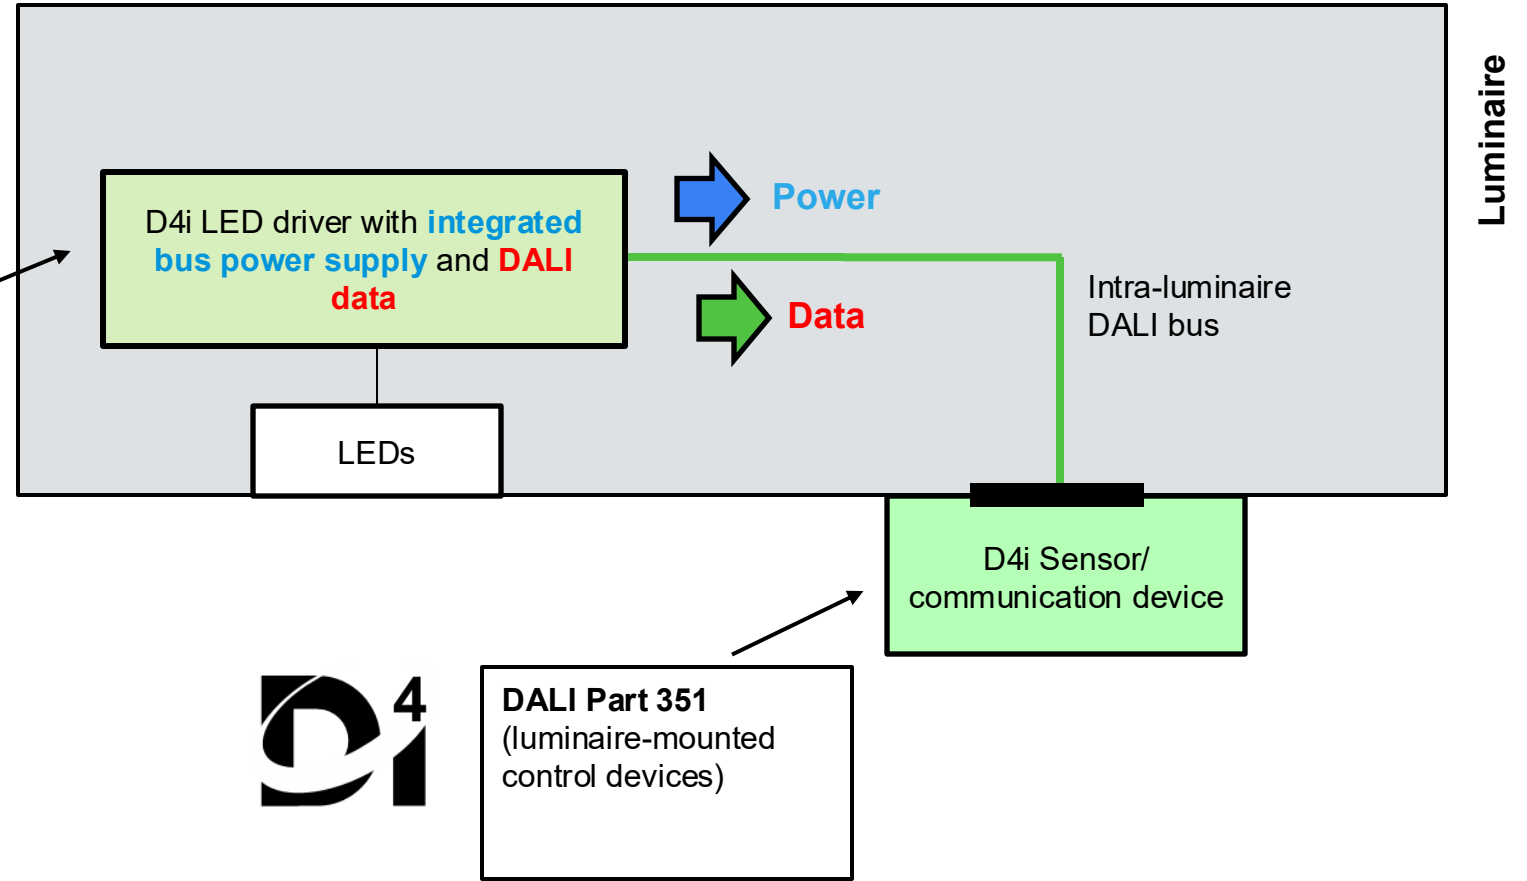 Luminaire
D4i LED driver with integrated
bus power supply and DALI
data
Power
Data
Intra-luminaire
DALI bus
LEDs
D4i Sensor/
communication device
D4i
DALI Part 351
(luminaire-mounted
control devices)